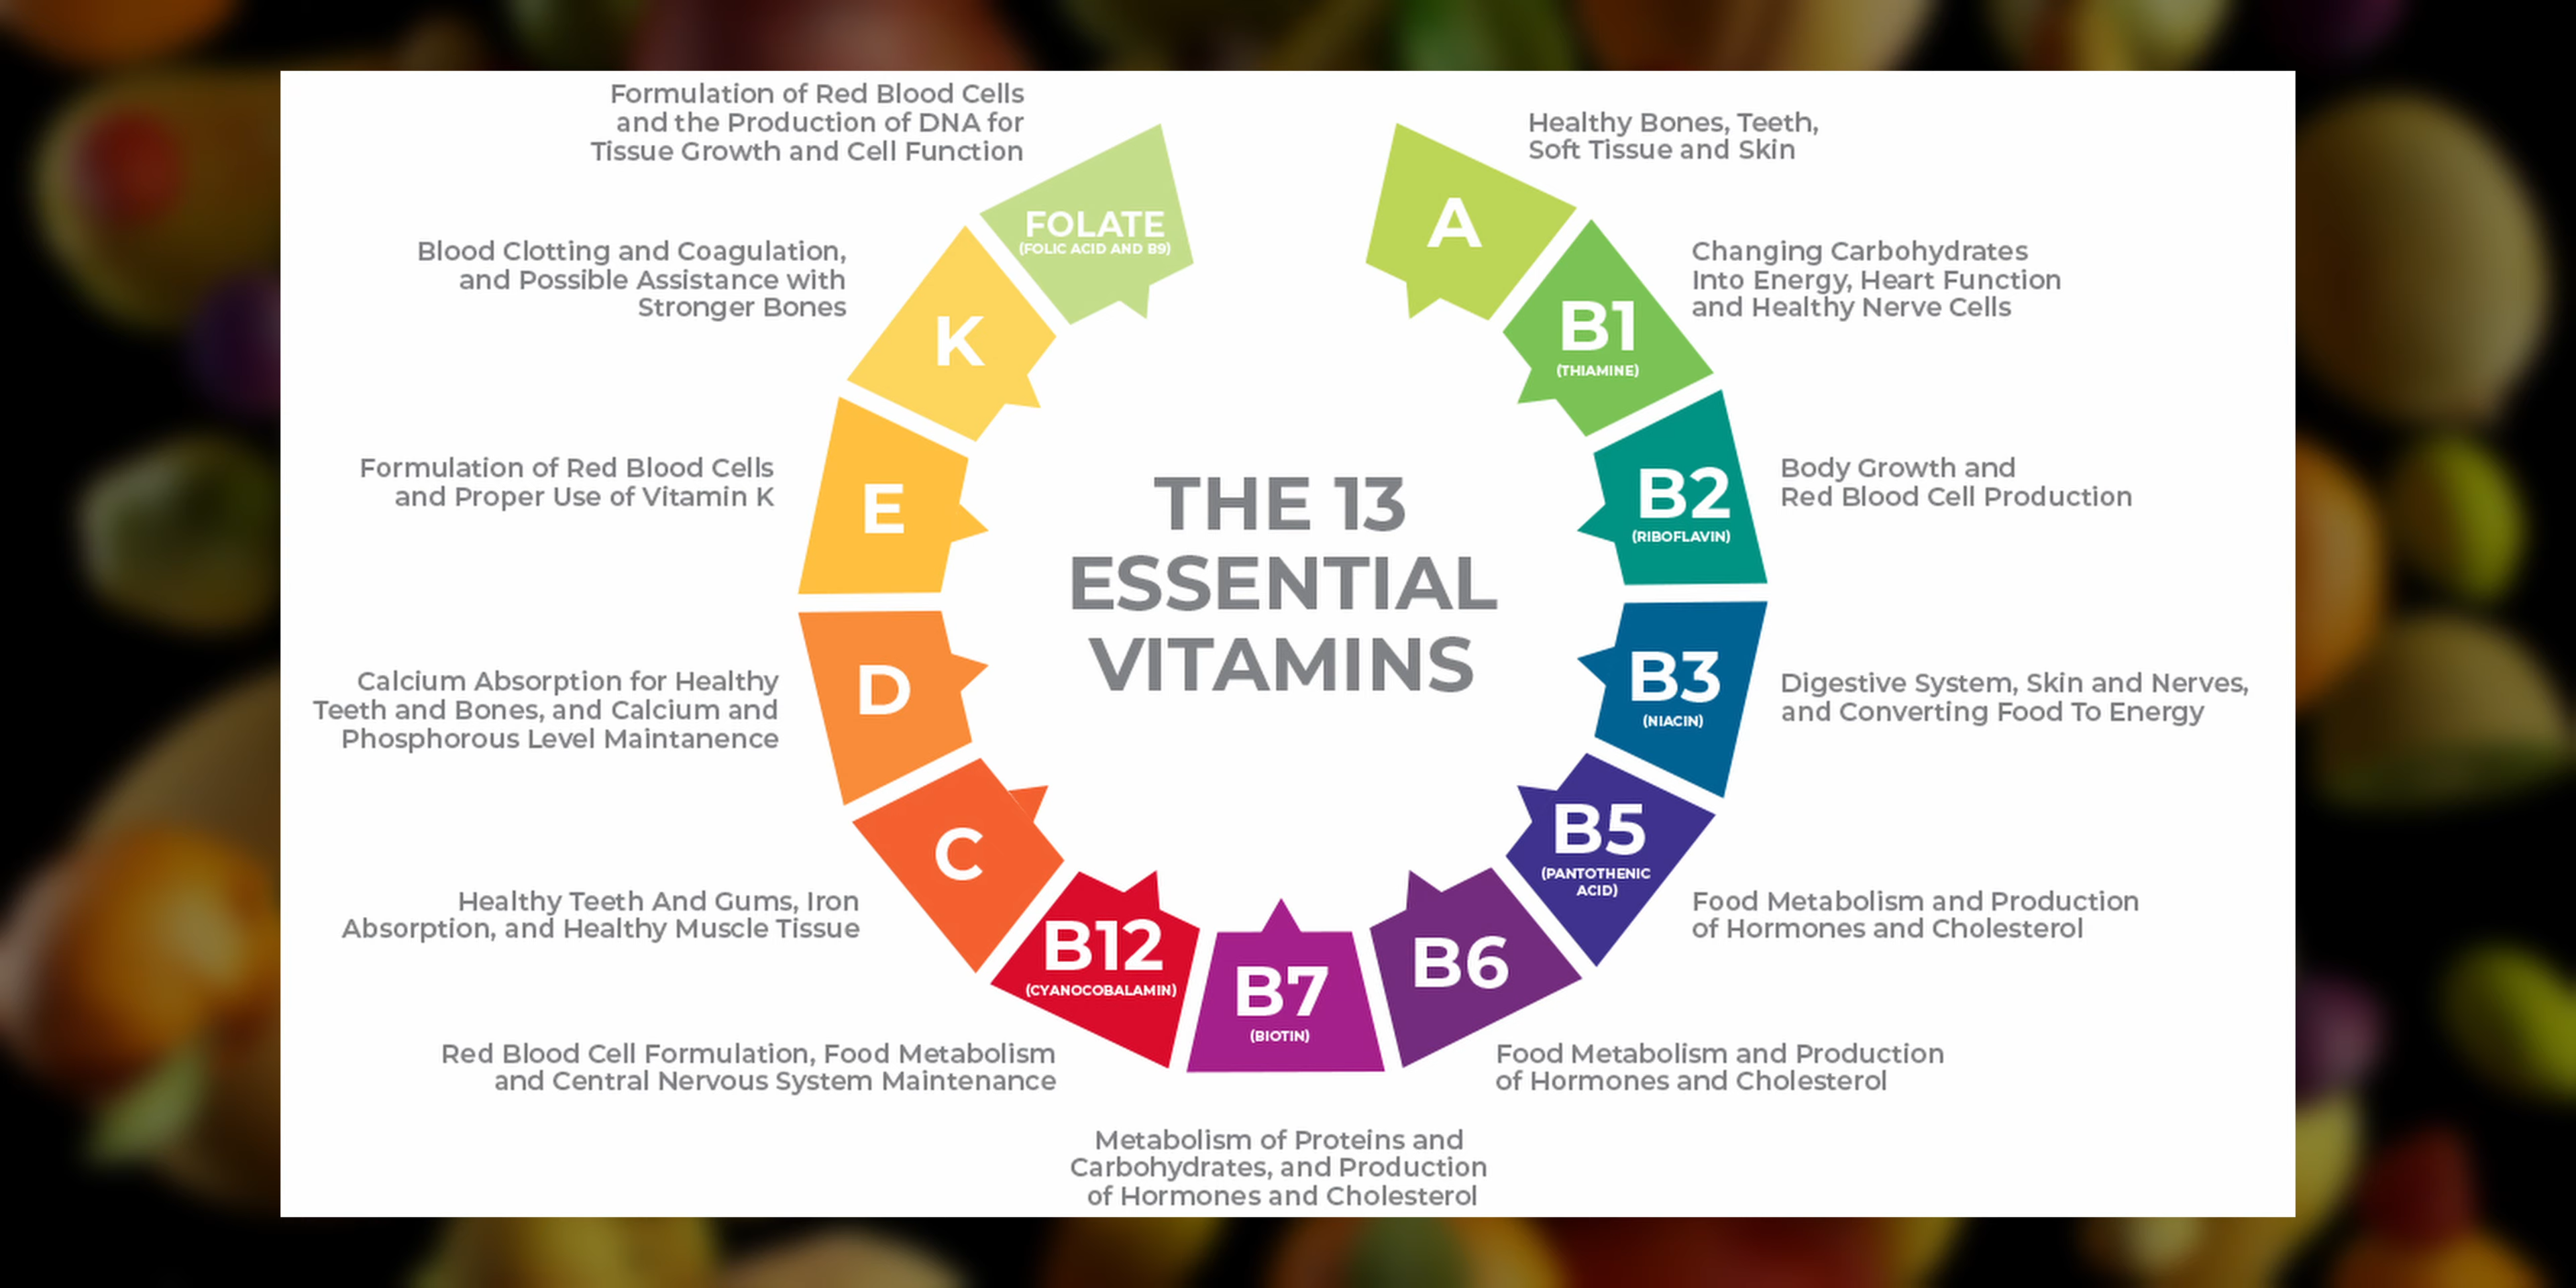 THE 13
ESSENTIAL
VITAMINS
A
Healthy Bones, Teeth,
Soft Tissue and Skin
B1
(THIAMINE)
Changing Carbohydrates
Into Energy, Heart Function
and Healthy Nerve Cells
B2
(RIBOFLAVIN)
Body Growth and
Red Blood Cell Production
B3
(NIACIN)
Digestive System, Skin and Nerves,
and Converting Food To Energy
B5
(PANTOTHENIC
ACID)
Food Metabolism and Production
of Hormones and Cholesterol
B6
Food Metabolism and Production
of Hormones and Cholesterol
B7
(BIOTIN)
Metabolism of Proteins and
Carbohydrates, and Production
of Hormones and Cholesterol
B12
(CYANOCOBALAMIN)
Red Blood Cell Formulation, Food Metabolism
and Central Nervous System Maintenance
C
Healthy Teeth And Gums, Iron
Absorption, and Healthy Muscle Tissue
D
Calcium Absorption for Healthy
Teeth and Bones, and Calcium and
Phosphorous Level Maintanence
E
Formulation of Red Blood Cells
and Proper Use of Vitamin K
K
Blood Clotting and Coagulation,
and Possible Assistance with
Stronger Bones
FOLATE
(FOLIC ACID AND B9)
Formulation of Red Blood Cells
and the Production of DNA for
Tissue Growth and Cell Function